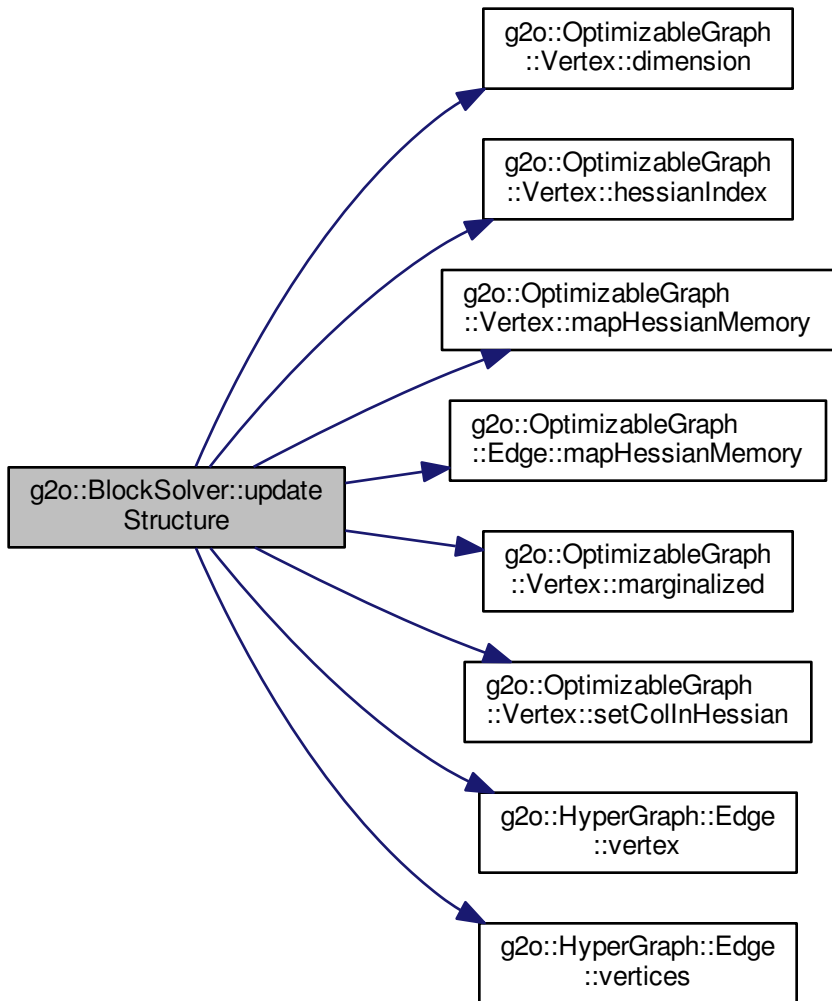 g2o::OptimizableGraph
::Vertex::dimension
g2o::OptimizableGraph
::Vertex::hessianIndex
g2o::OptimizableGraph
::Vertex::mapHessianMemory
g2o::OptimizableGraph
::Edge::mapHessianMemory
g2o::BlockSolver::update
Structure
g2o::OptimizableGraph
::Vertex::marginalized
g2o::OptimizableGraph
::Vertex::setColInHessian
g2o::HyperGraph::Edge
::vertex
g2o::HyperGraph::Edge
::vertices